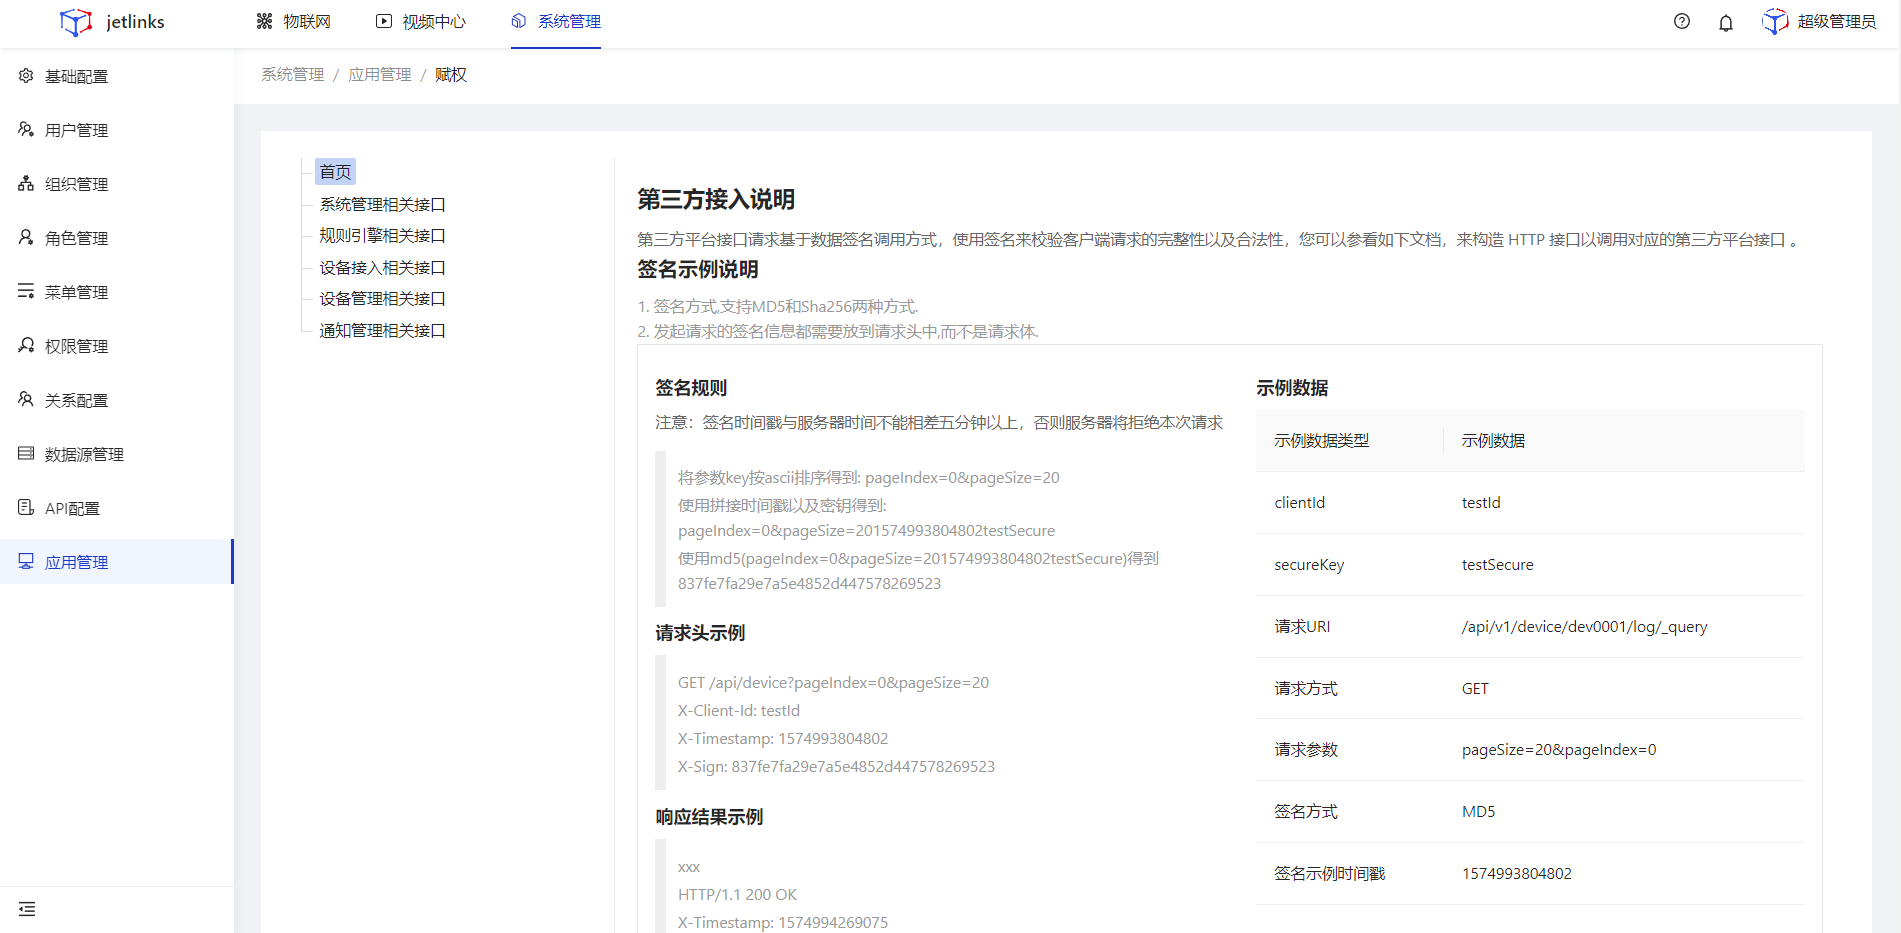 jetlinks
物联网
视频中心
系统管理
超级管理员
基础配置
用户管理
组织管理
角色管理
菜单管理
权限管理
关系配置
数据源管理
API配置
应用管理
系统管理 / 应用管理 / 赋权
首页
系统管理相关接口
规则引擎相关接口
设备接入相关接口
设备管理相关接口
通知管理相关接口
第三方接入说明
第三方平台接口请求基于数据签名调用方式，使用签名来校验客户端请求的完整性以及合法性，您可以参看如下文档，来构造 HTTP 接口以调用对应的第三方平台接口 。
签名示例说明
1. 签名方式,支持MD5和Sha256两种方式.
2. 发起请求的签名信息都需要放到请求头中,而不是请求体.
签名规则
注意：签名时间戳与服务器时间不能相差五分钟以上，否则服务器将拒绝本次请求
将参数key按ascii排序得到: pageIndex=0&pageSize=20
使用拼接时间戳以及密钥得到:
pageIndex=0&pageSize=201574993804802testSecure
使用md5(pageIndex=0&pageSize=201574993804802testSecure)得到
837fe7fa29e7a5e4852d447578269523
请求头示例
GET /api/device?pageIndex=0&pageSize=20
X-Client-Id: testId
X-Timestamp: 1574993804802
X-Sign: 837fe7fa29e7a5e4852d447578269523
响应结果示例
xxx
HTTP/1.1 200 OK
X-Timestamp: 1574994269075
示例数据
示例数据类型 示例数据
clientId testId
secureKey testSecure
请求URI /api/v1/device/dev0001/log/_query
请求方式 GET
请求参数 pageSize=20&pageIndex=0
签名方式 MD5
签名示例时间戳 1574993804802